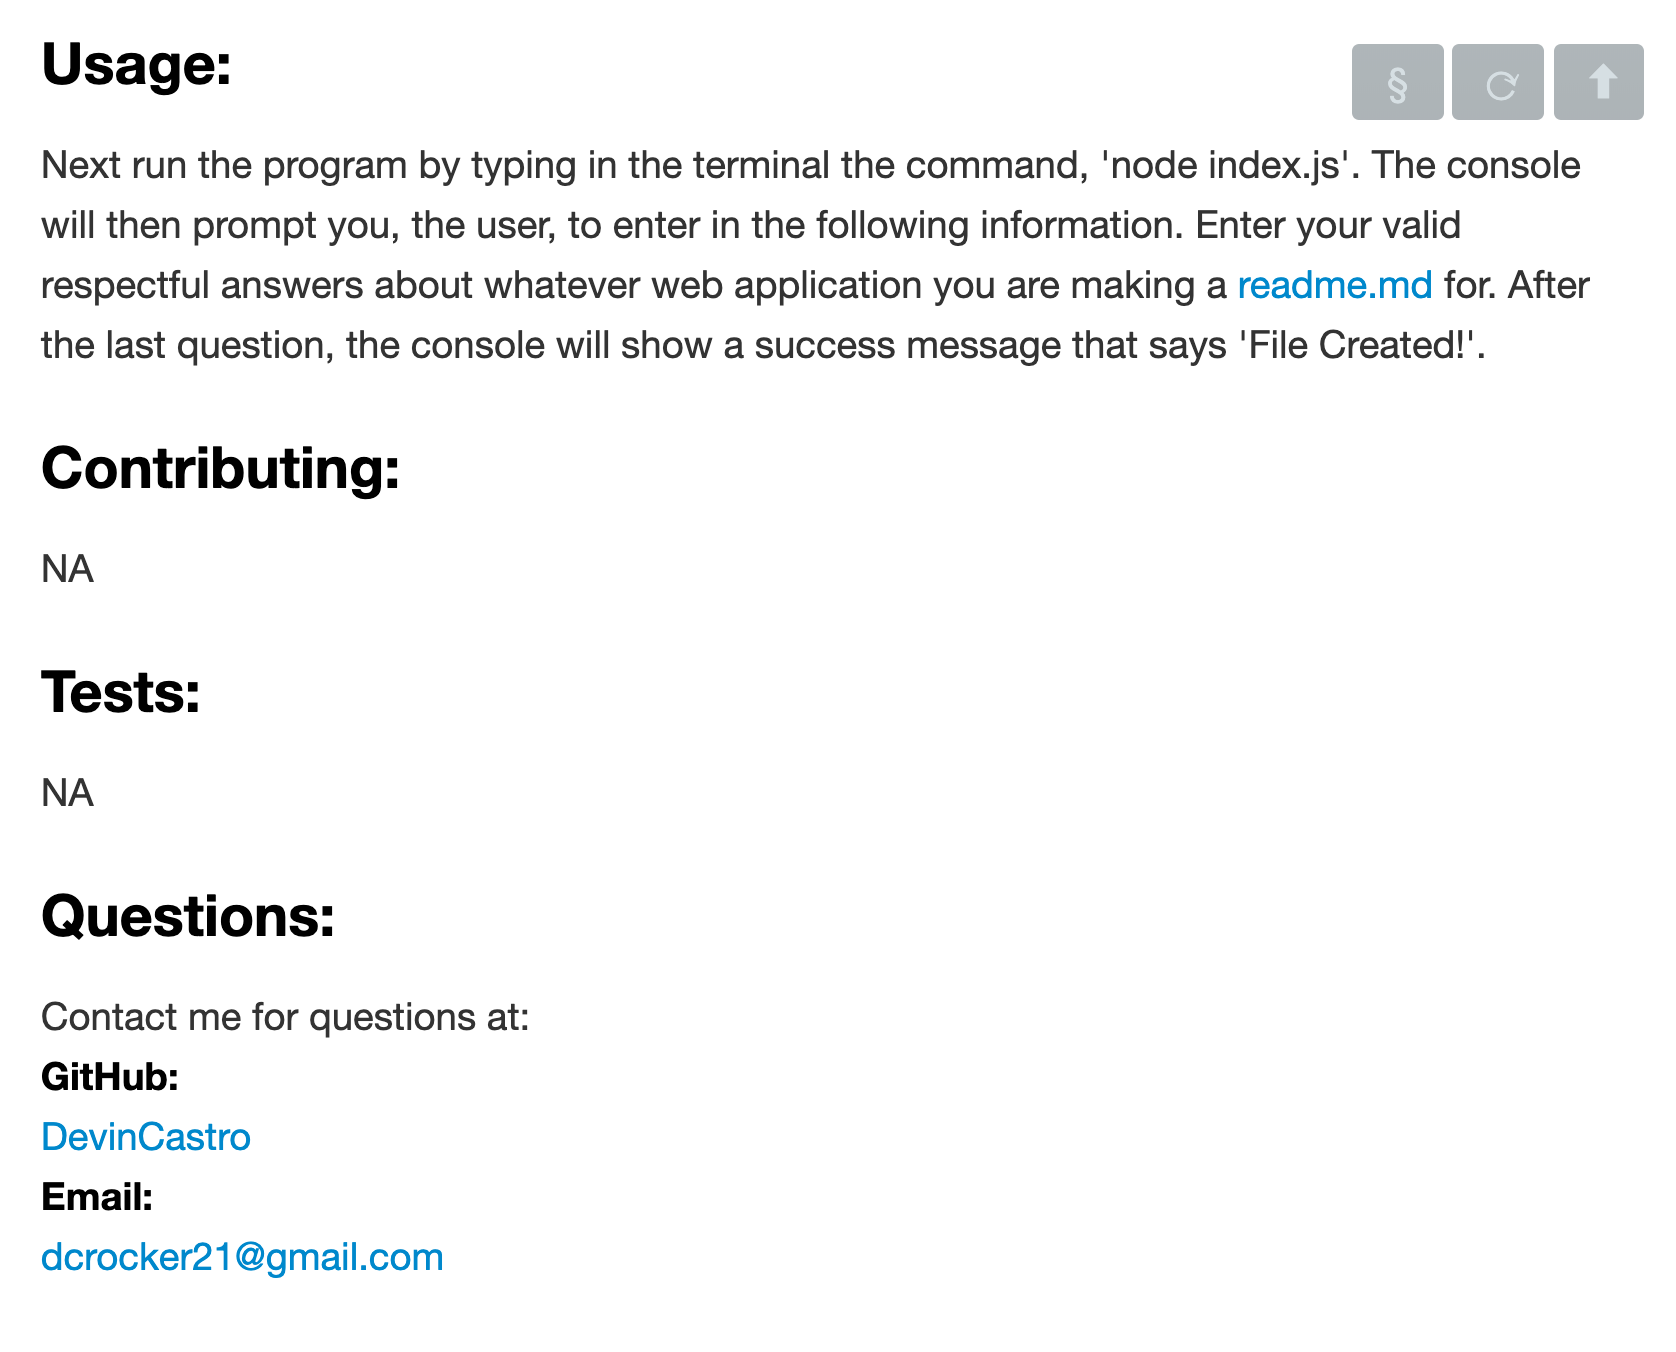 Usage:
§
Next run the program by typing in the terminal the command, 'node index.js'. The console
will then prompt you, the user, to enter in the following information. Enter your valid
respectful answers about whatever web application you are making a readme.md for. After
the last question, the console will show a success message that says 'File Created!'.
Contributing:
NA
Tests:
NA
Questions:
Contact me for questions at:
GitHub:
DevinCastro
Email:
dcrocker21@gmail.com